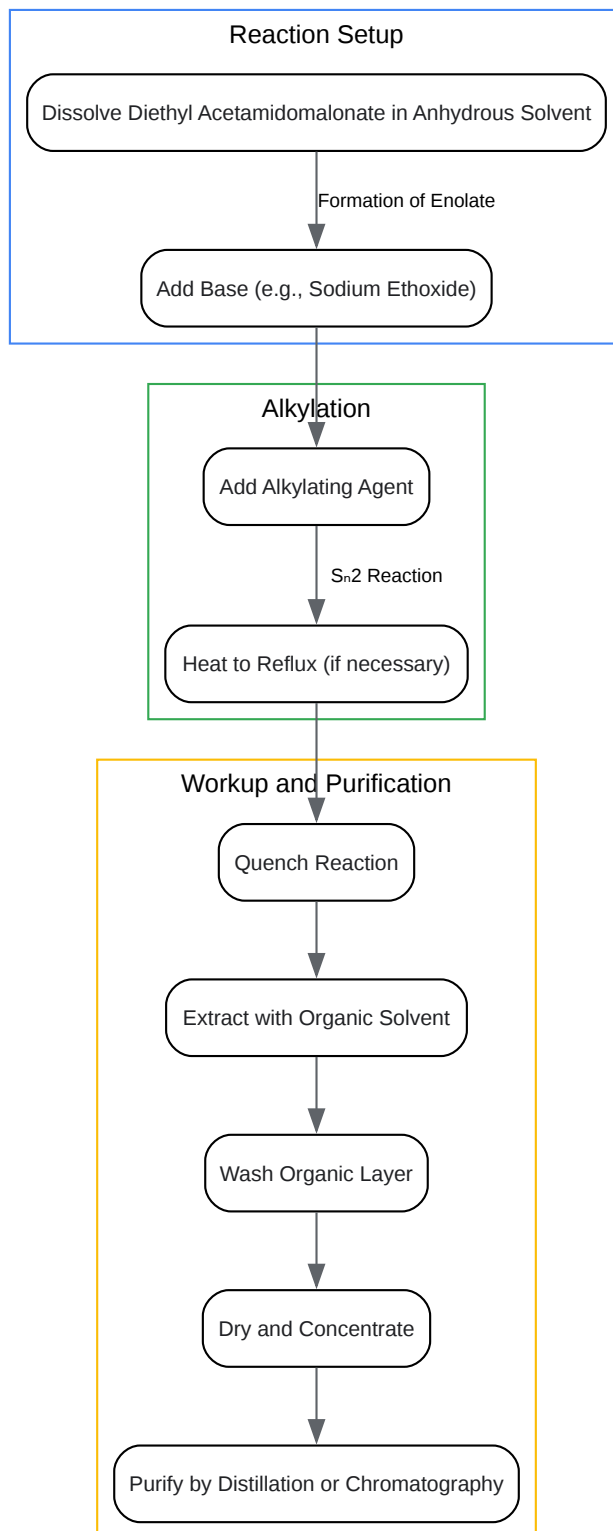 Reaction Setup
Dissolve Diethyl Acetamidomalonate in Anhydrous Solvent
Formation of Enolate
Add Base (e.g., Sodium Ethoxide)
Alkylation
Add Alkylating Agent
Sₙ2 Reaction
Heat to Reflux (if necessary)
Workup and Purification
Quench Reaction
Extract with Organic Solvent
Wash Organic Layer
Dry and Concentrate
Purify by Distillation or Chromatography